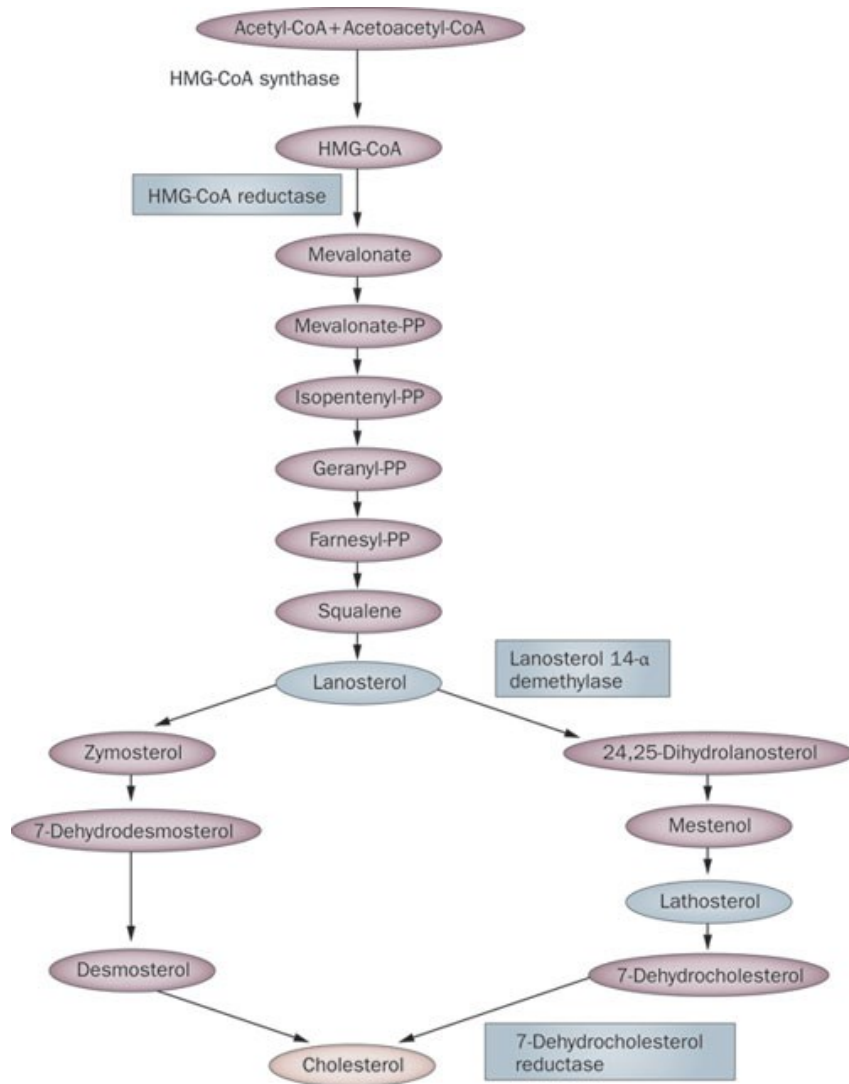 Acetyl-CoA+Acetoacetyl-CoA
HMG-CoA synthase
HMG-CoA
HMG-CoA reductase
Mevalonate
Mevalonate-PP
Isopentenyl-PP
Geranyl-PP
Farnesyl-PP
Squalene
Lanosterol 14-α
demethylase
Lanosterol
Zymosterol
24,25-Dihydrolanosterol
7-Dehydrodesmosterol
Mestenol
Lathosterol
Desmosterol
7-Dehydrocholesterol
Cholesterol
7-Dehydrocholesterol
reductase